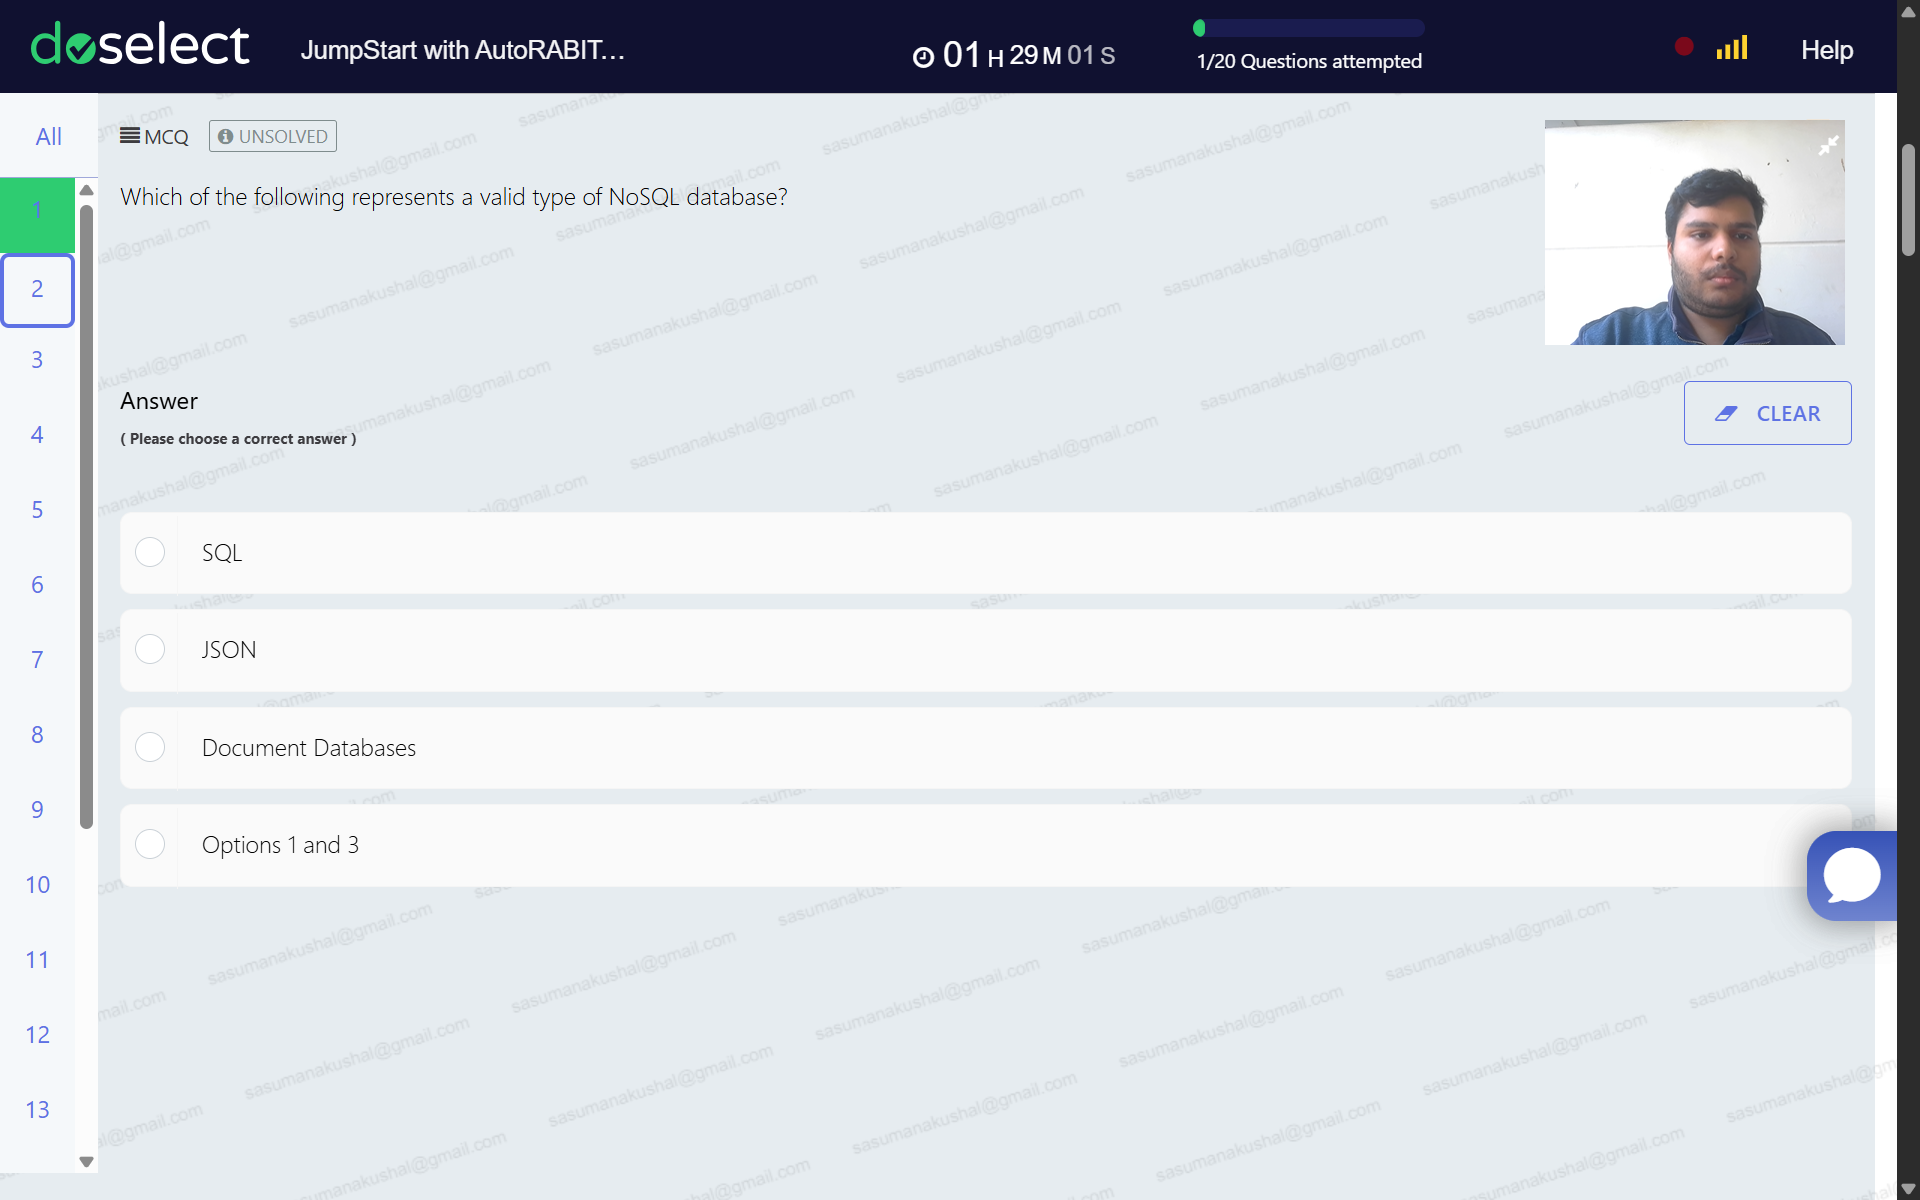 doselect
JumpStart with AutoRABIT...
01 H 29 M 01 S
1/20 Questions attempted
Help
All
MCQ
UNSOLVED
Which of the following represents a valid type of NoSQL database?
1
2
3
4
5
6
7
8
9
10
11
12
13
Answer
( Please choose a correct answer )
CLEAR
SQL
JSON
Document Databases
Options 1 and 3
sasumanakushal@gmail.com